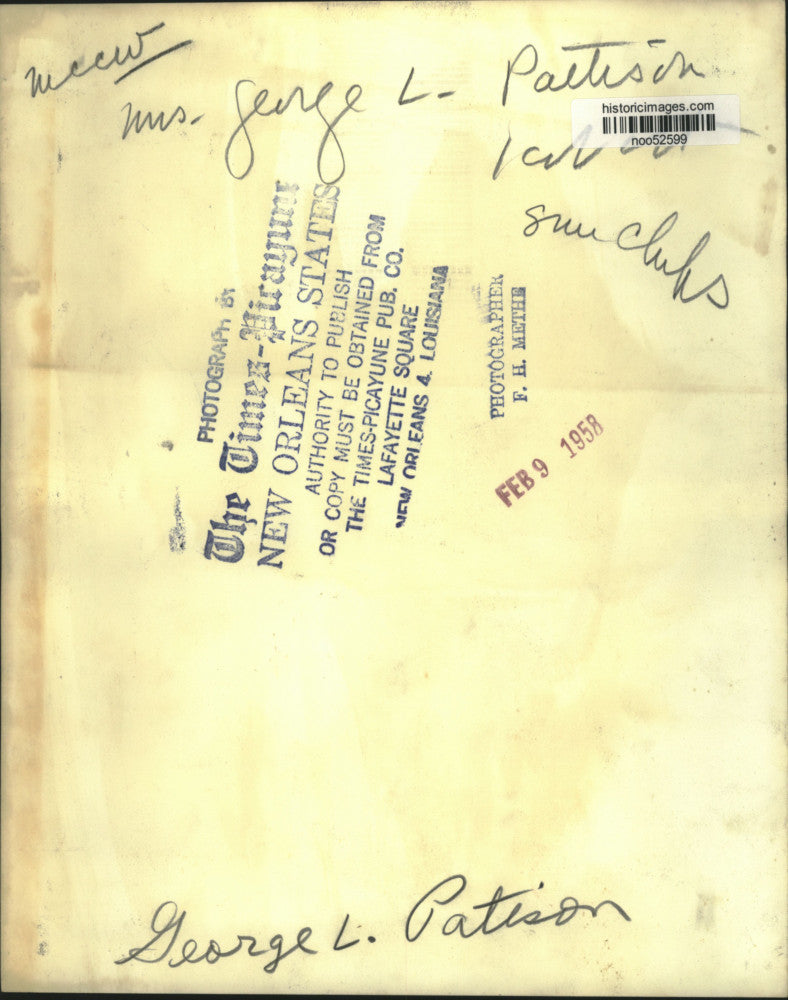 mccw
Mrs. George L. Pattison
historicimages.com
noo52599
1 col
sun clubs
PHOTOGRAPH BY
The Times-Picayune
NEW ORLEANS STATES
AUTHORITY TO PUBLISH
OR COPY MUST BE OBTAINED FROM
THE TIMES-PICAYUNE PUB. CO.
LAFAYETTE SQUARE
NEW ORLEANS 4, LOUISIANA
PHOTOGRAPHER
F. H. METHE
FEB 9 1958
George L. Patison